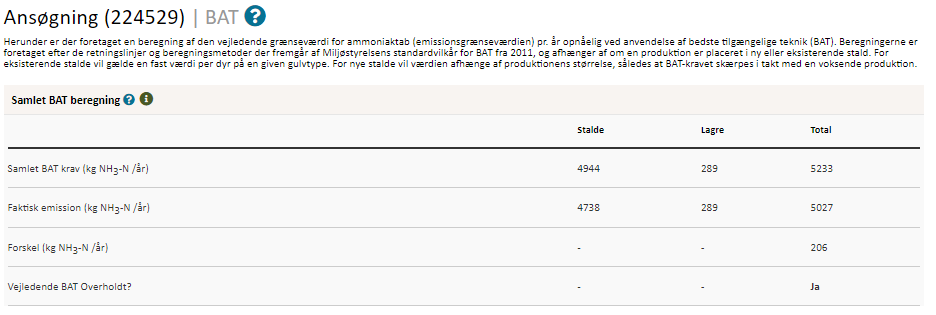 Ansøgning (224529) | BAT ?
Herunder er der foretaget en beregning af den vejledende grænseværdi for ammoniaktab (emissionsgrænseværdien) pr. år opnåelig ved anvendelse af bedste tilgængelige teknik (BAT). Beregningerne er
foretaget efter de retningslinjer og beregningsmetoder der fremgår af Miljøstyrelsens standardvilkår for BAT fra 2011, og afhænger af om en produktion er placeret i ny eller eksisterende stald. For
eksisterende stalde vil gælde en fast værdi per dyr på en given gulvtype. For nye stalde vil værdien afhænge af produktionens størrelse, således at BAT-kravet skærpes i takt med en voksende produktion.
Samlet BAT beregning ? i
Stalde Lagre Total
Samlet BAT krav (kg NH3-N /år) 4944 289 5233
Faktisk emission (kg NH3-N /år) 4738 289 5027
Forskel (kg NH3-N /år) - - 206
Vejledende BAT Overholdt? - - Ja